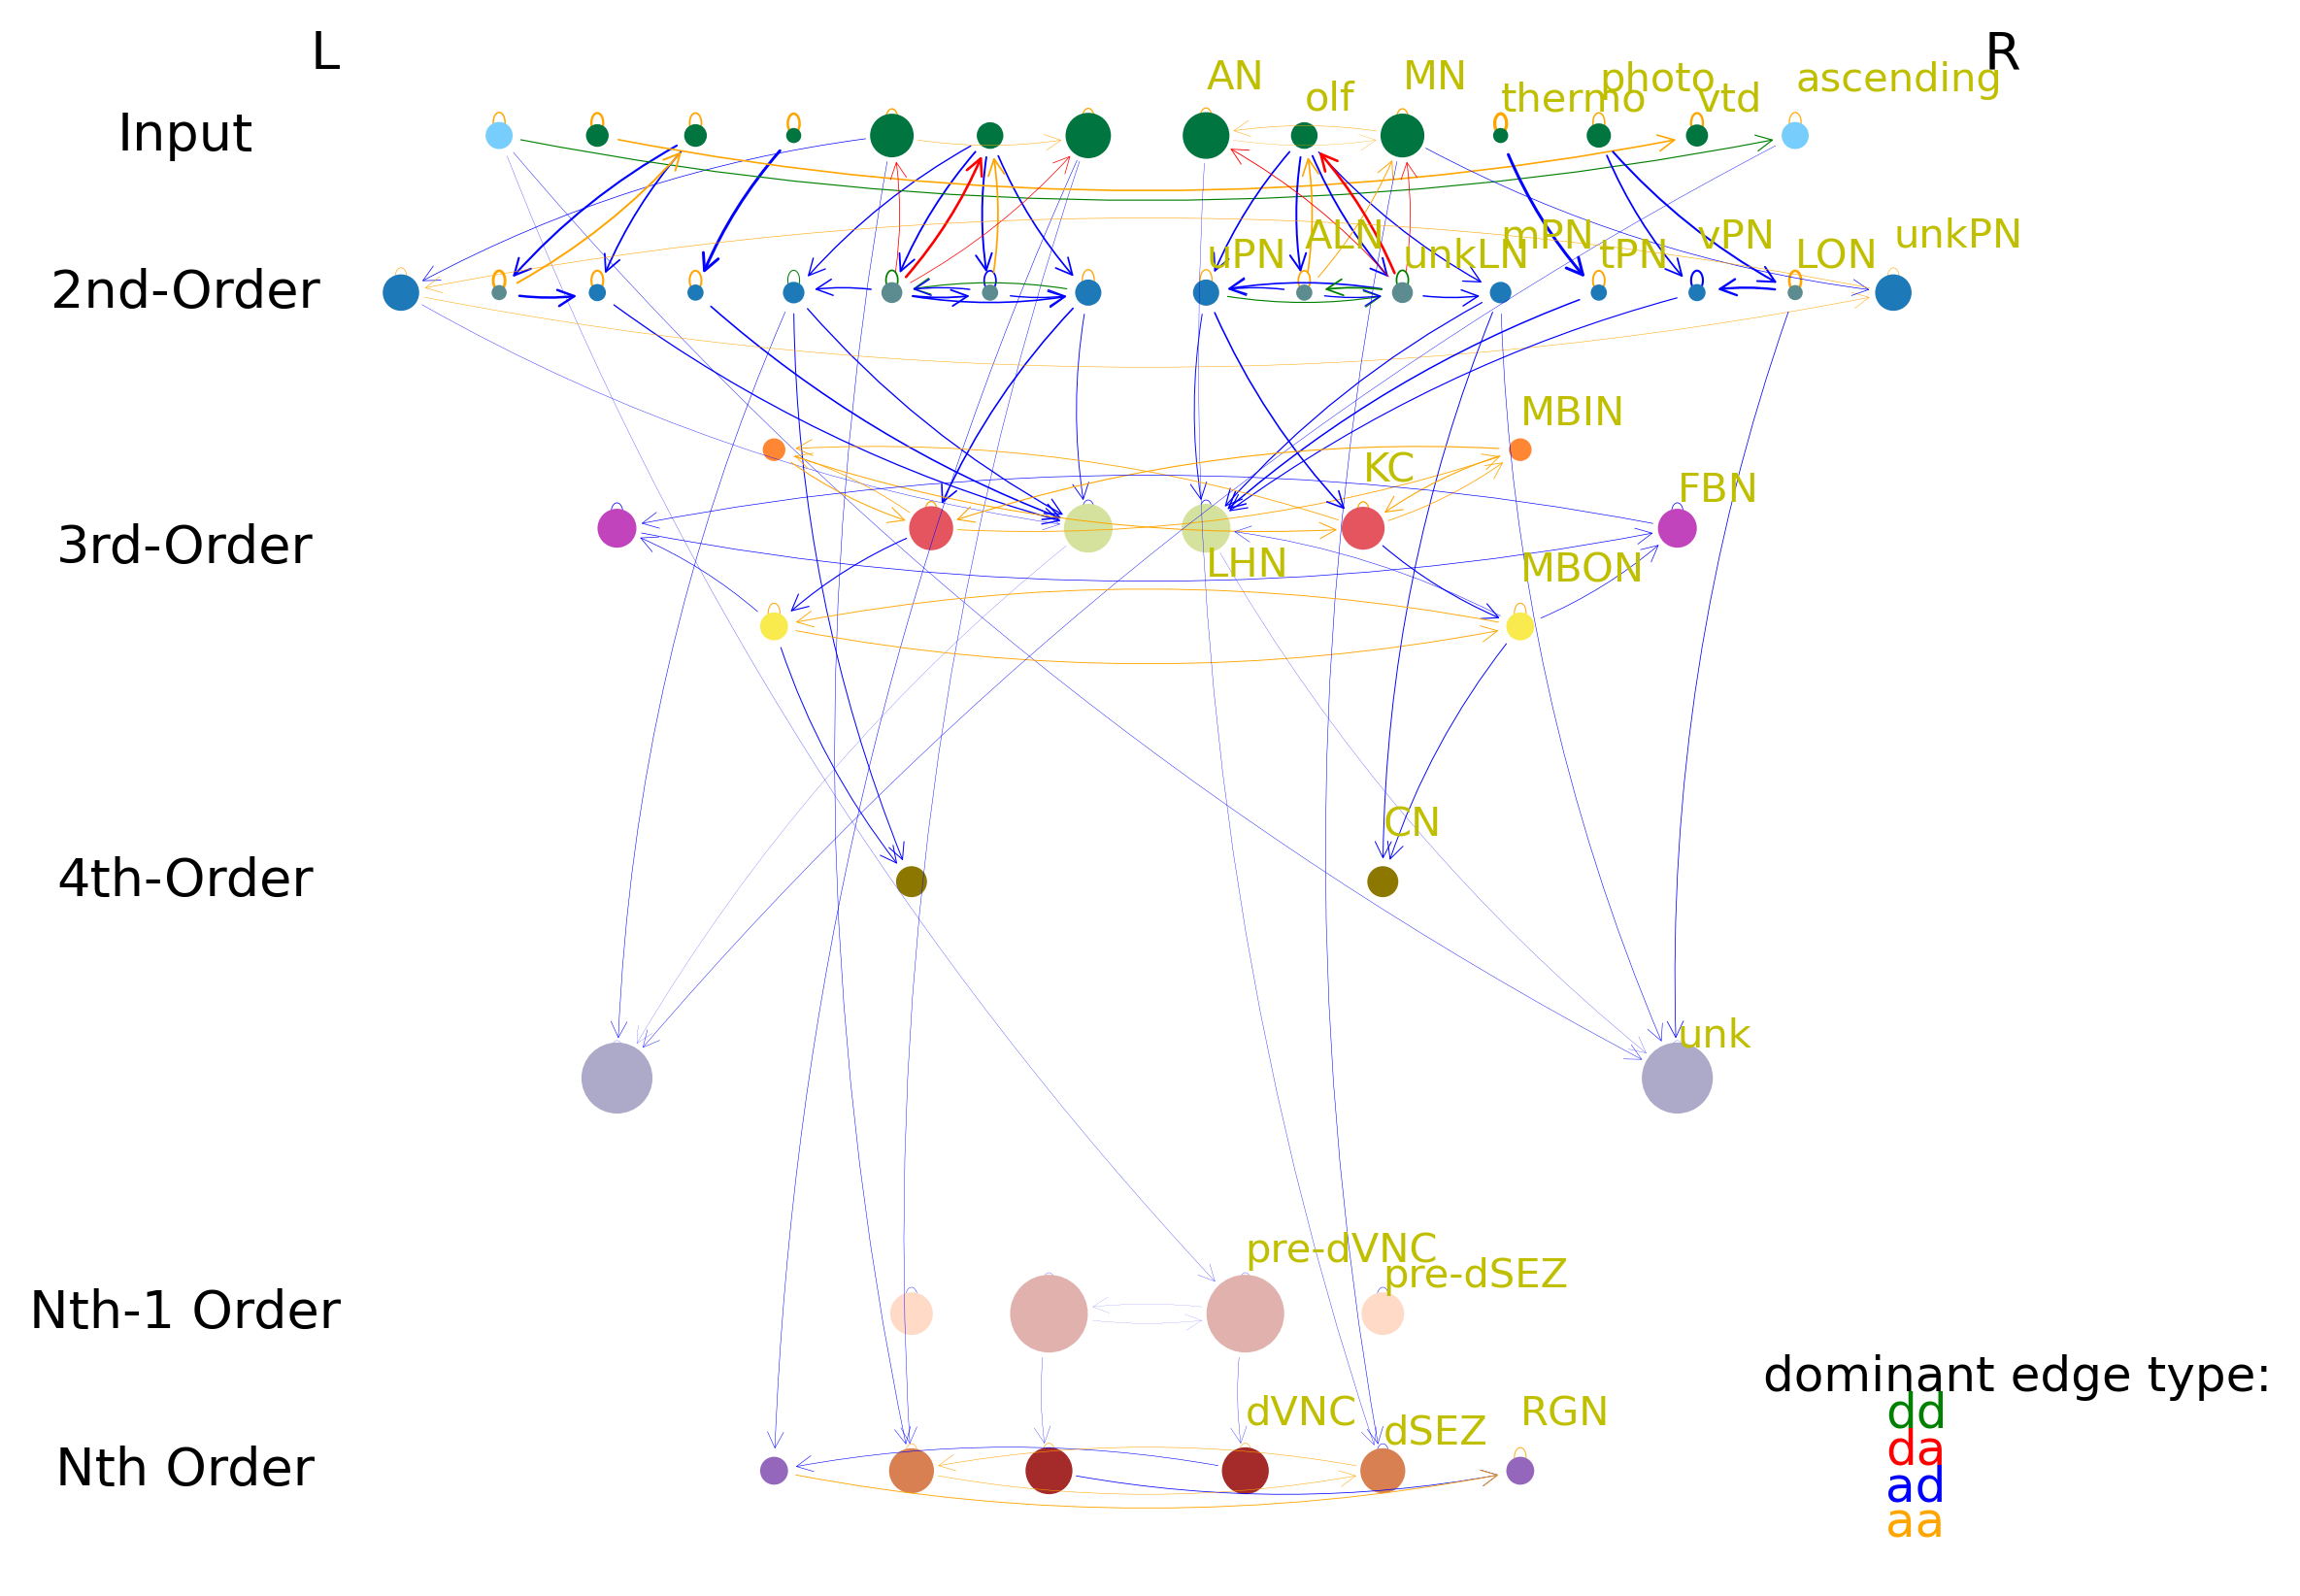 L
R
AN
olf
MN
thermo
photo
vtd
ascending
Input
uPN
ALN
unkLN
mPN
tPN
vPN
LON
unkPN
2nd-Order
MBIN
KC
FBN
3rd-Order
LHN
MBON
CN
4th-Order
unk
pre-dVNC
pre-dSEZ
Nth-1 Order
dVNC
dSEZ
RGN
Nth Order
dominant edge type:
dd
da
ad
aa